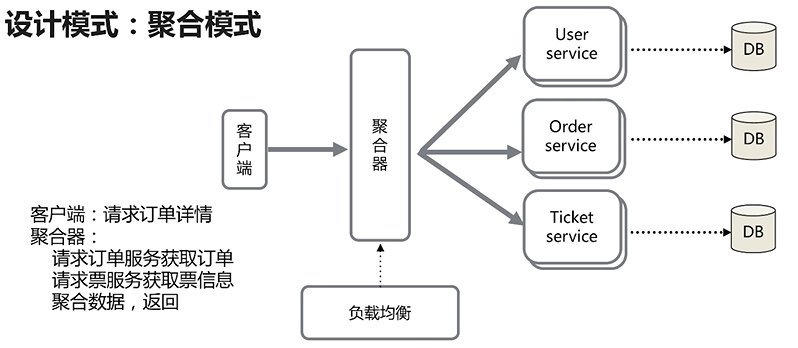 设计模式：聚合模式
User
service
DB
客户端
聚合器
Order
service
DB
Ticket
service
DB
客户端：请求订单详情
聚合器：
请求订单服务获取订单
请求票服务获取票信息
聚合数据，返回
负载均衡